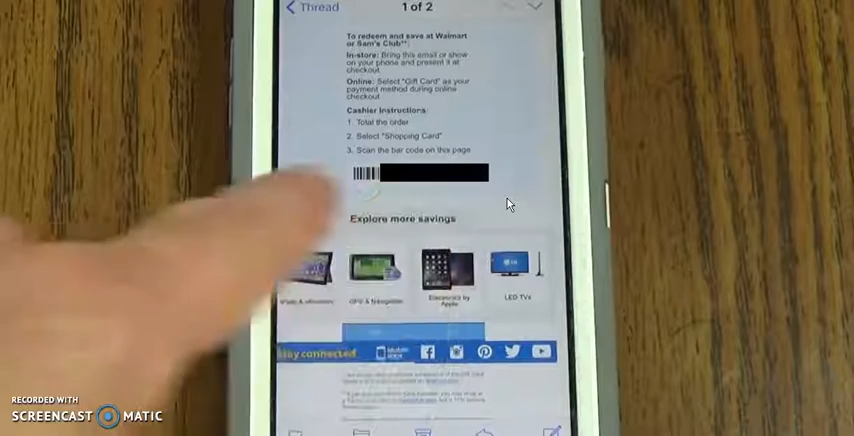 Thread
1 of 2
To redeem and save at Walmart
or Sam's Club**:
In-store: Bring this email or show
on your phone and present it at
checkout
Online: Select "Gift Card" as your
payment method during online
checkout
Cashier Instructions:
1. Total the order
2. Select "Shopping Card"
3. Scan the bar code on this page
Explore more savings
GPS & Navigation
Electronics by
Apple
LED TVs
Stay connected
RECORDED WITH
SCREENCAST MATIC